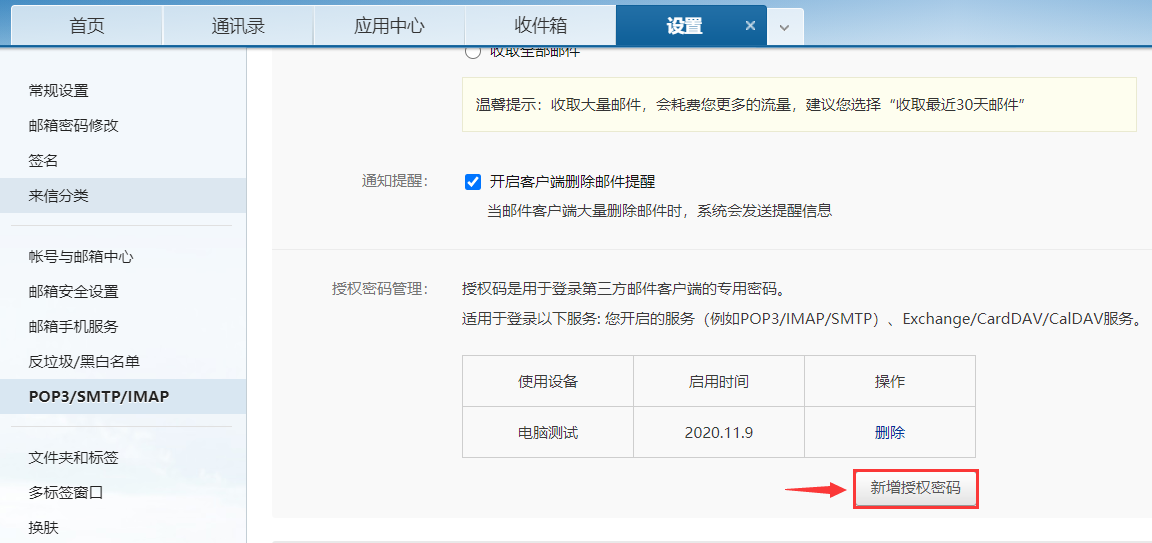 首页
通讯录
应用中心
收件箱
设置
常规设置
邮箱密码修改
签名
来信分类
帐号与邮箱中心
邮箱安全设置
邮箱手机服务
反垃圾/黑白名单
POP3/SMTP/IMAP
文件夹和标签
多标签窗口
换肤
收取全部邮件
温馨提示：收取大量邮件，会耗费您更多的流量，建议您选择“收取最近30天邮件”
通知提醒：
开启客户端删除邮件提醒
当邮件客户端大量删除邮件时，系统会发送提醒信息
授权密码管理：
授权码是用于登录第三方邮件客户端的专用密码。
适用于登录以下服务: 您开启的服务（例如POP3/IMAP/SMTP）、Exchange/CardDAV/CalDAV服务。
使用设备 启用时间 操作
电脑测试 2020.11.9 删除
新增授权密码